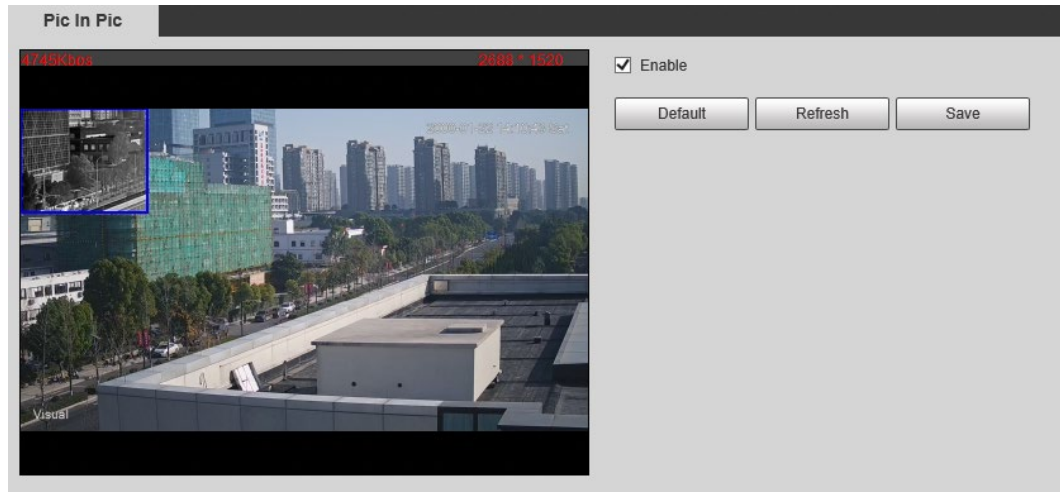 Pic In Pic
4745Kbps 2688 * 1520
Enable
Default Refresh Save
Visual